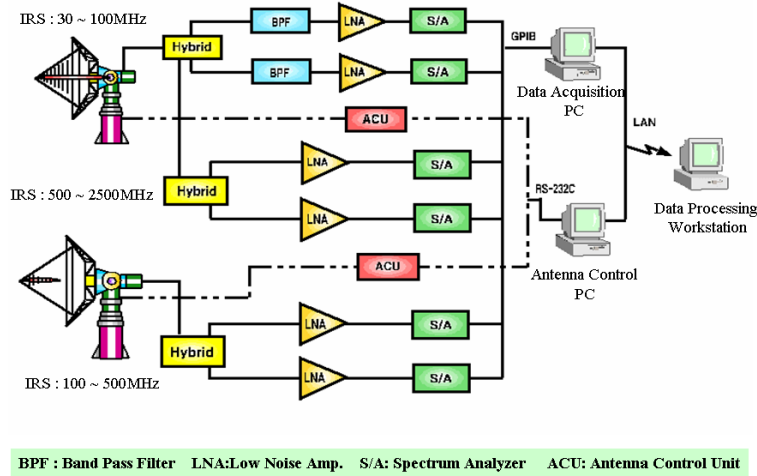 IRS : 30 ~ 100MHz
Hybrid
BPF
LNA
S/A
BPF
LNA
S/A
GPIB
Data Acquisition
PC
ACU
LAN
IRS : 500 ~ 2500MHz
Hybrid
LNA
S/A
LNA
S/A
RS-232C
Data Processing
Workstation
ACU
Antenna Control
PC
Hybrid
LNA
S/A
LNA
S/A
IRS : 100 ~ 500MHz
BPF : Band Pass Filter LNA:Low Noise Amp. S/A: Spectrum Analyzer ACU: Antenna Control Unit